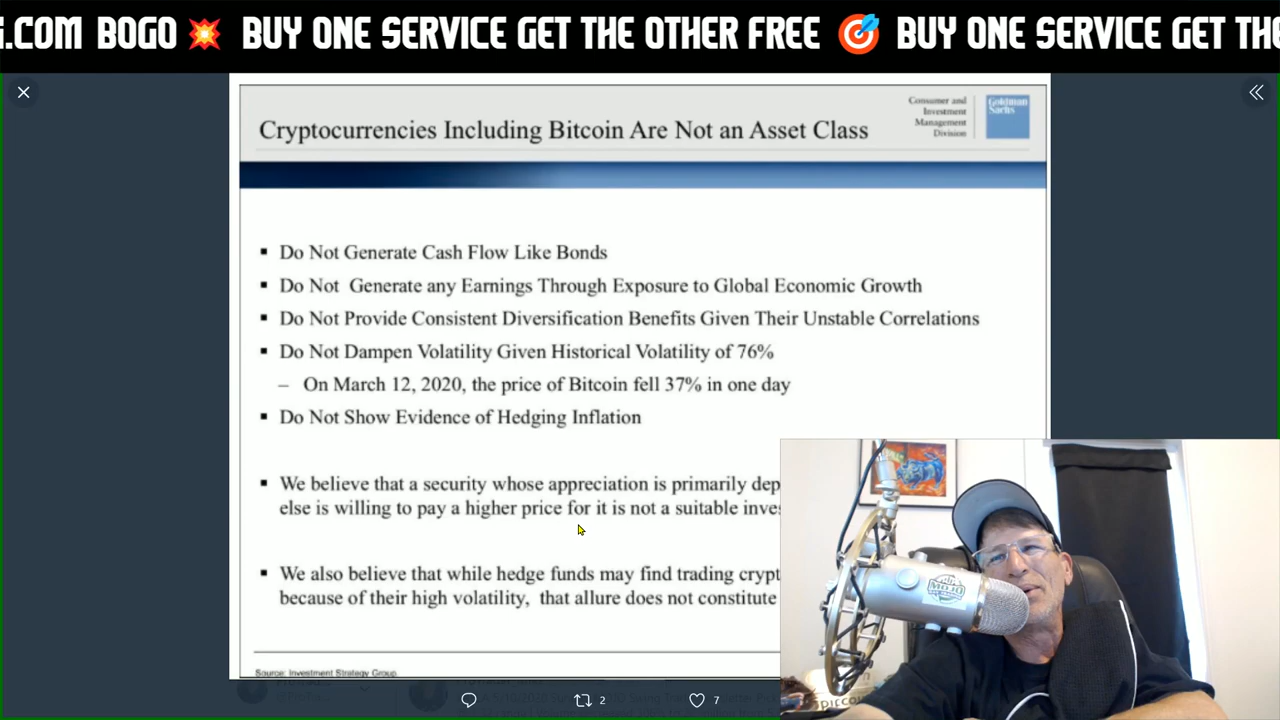 G.COM BOGO 💥 BUY ONE SERVICE GET THE OTHER FREE 🎯 BUY ONE SERVICE GET THE
Consumer and
Investment
Management
Division
Goldman
Sachs
Cryptocurrencies Including Bitcoin Are Not an Asset Class
▪ Do Not Generate Cash Flow Like Bonds
▪ Do Not Generate any Earnings Through Exposure to Global Economic Growth
▪ Do Not Provide Consistent Diversification Benefits Given Their Unstable Correlations
▪ Do Not Dampen Volatility Given Historical Volatility of 76%
– On March 12, 2020, the price of Bitcoin fell 37% in one day
▪ Do Not Show Evidence of Hedging Inflation
▪ We believe that a security whose appreciation is primarily dep
else is willing to pay a higher price for it is not a suitable inves
▪ We also believe that while hedge funds may find trading crypt
because of their high volatility, that allure does not constitute
Source: Investment Strategy Group.
MOJO
2
7